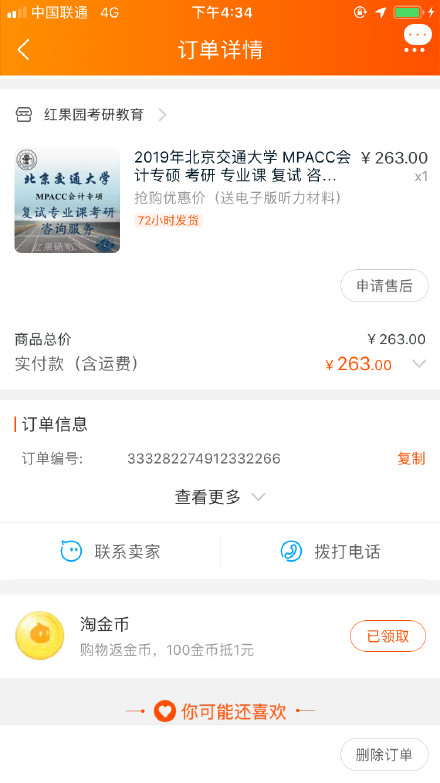 中国联通 4G 下午4:34
订单详情
红果园考研教育
2019年北京交通大学 MPACC会 ¥ 263.00
计专硕 考研 专业课 复试 咨... x1
抢购优惠价（送电子版听力材料）
72小时发货
北京交通大学
MPACC会计专项
复试专业课考研
咨询服务
红果园考研
申请售后
商品总价 ¥ 263.00
实付款（含运费） ¥ 263.00
订单信息
订单编号: 333282274912332266 复制
查看更多
联系卖家 拨打电话
淘金币
购物返金币，100金币抵1元
已领取
你可能还喜欢
删除订单